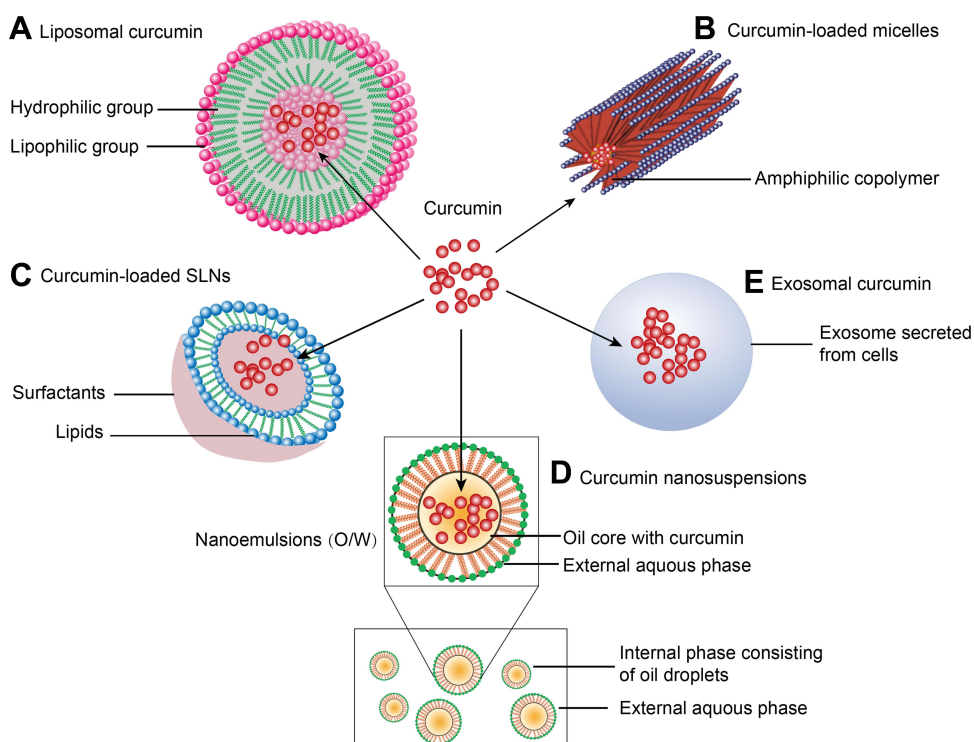 A Liposomal curcumin
Hydrophilic group
Lipophilic group
B Curcumin-loaded micelles
Amphiphilic copolymer
Curcumin
C Curcumin-loaded SLNs
Surfactants
Lipids
E Exosomal curcumin
Exosome secreted
from cells
D Curcumin nanosuspensions
Nanoemulsions (O/W)
Oil core with curcumin
External aquous phase
Internal phase consisting
of oil droplets
External aquous phase